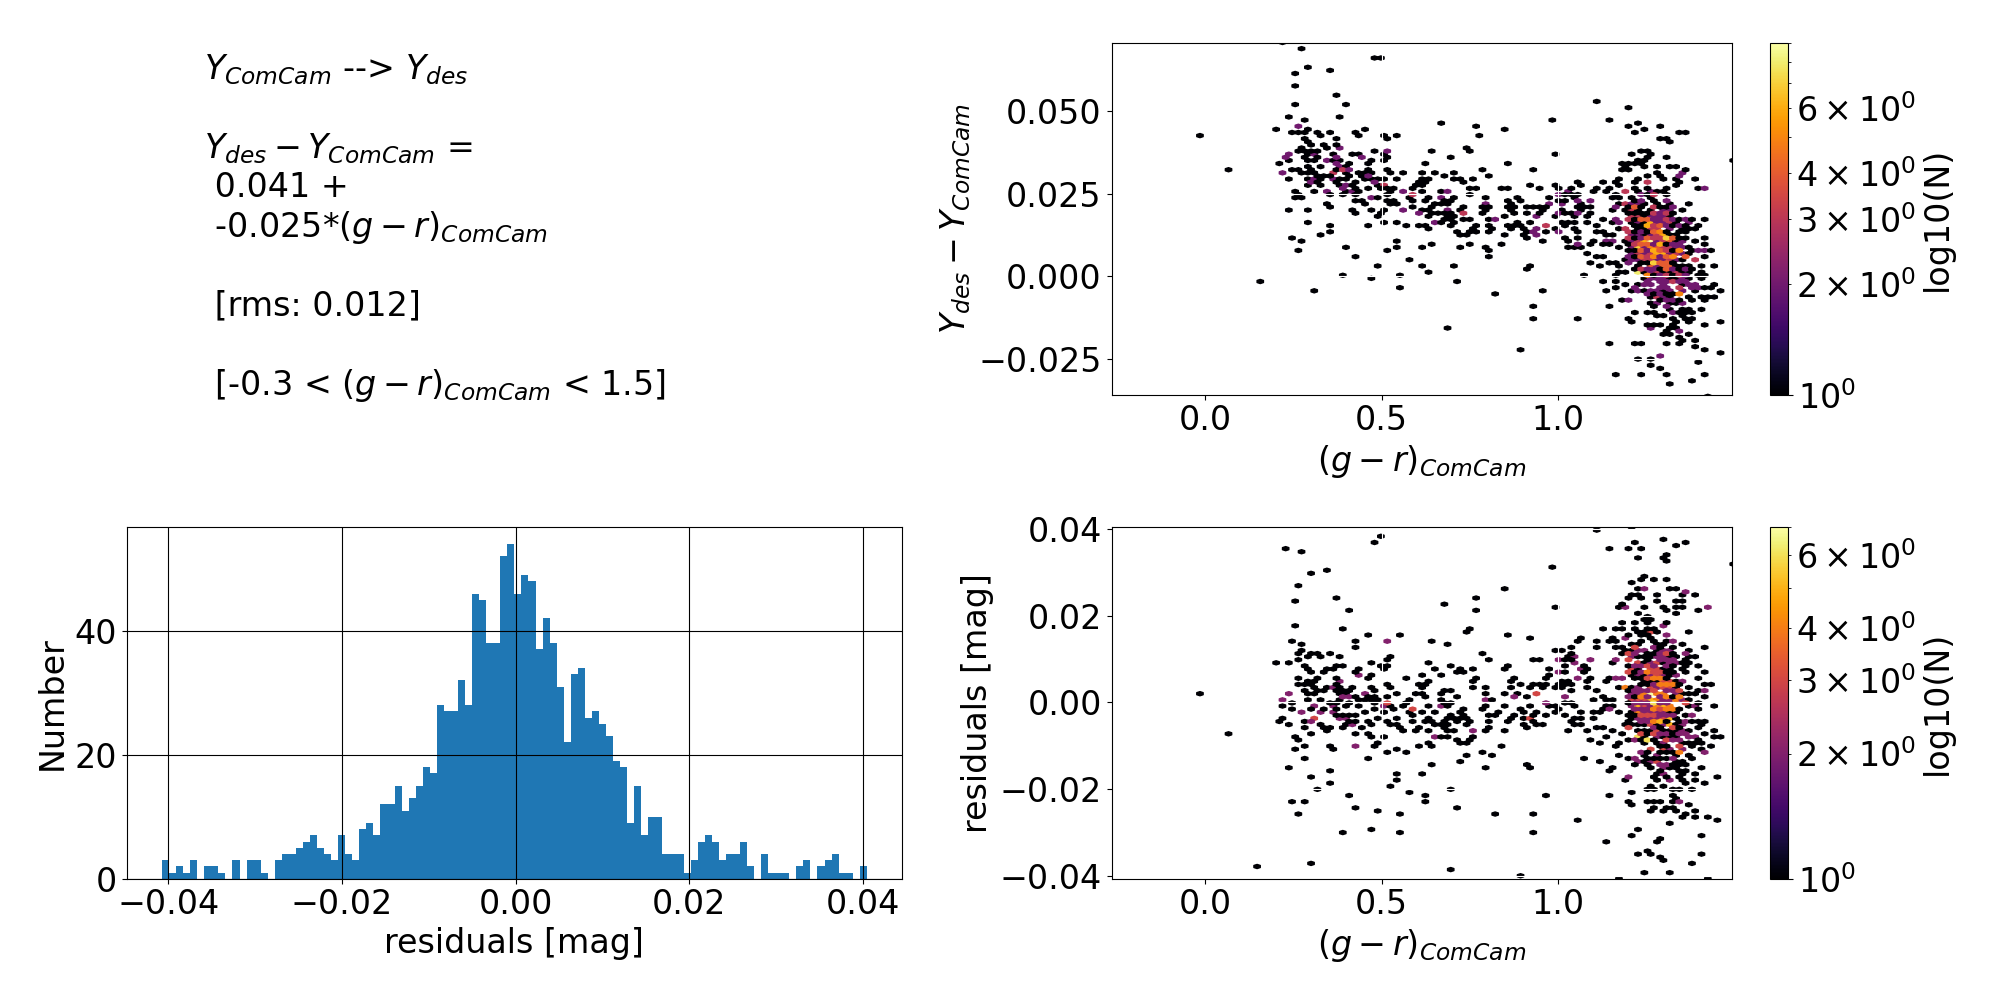 Y_ComCam --> Y_des
Y_des − Y_ComCam =
0.041 +
-0.025*(g − r)_ComCam
[rms: 0.012]
[-0.3 < (g − r)_ComCam < 1.5]
Y_des − Y_ComCam
0.050
0.025
0.000
−0.025
0.0 0.5 1.0
(g − r)_ComCam
6 × 10^0
4 × 10^0
3 × 10^0
2 × 10^0
10^0
log10(N)
Number
40
20
0
−0.04 −0.02 0.00 0.02 0.04
residuals [mag]
residuals [mag]
0.04
0.02
0.00
−0.02
−0.04
0.0 0.5 1.0
(g − r)_ComCam
6 × 10^0
4 × 10^0
3 × 10^0
2 × 10^0
10^0
log10(N)